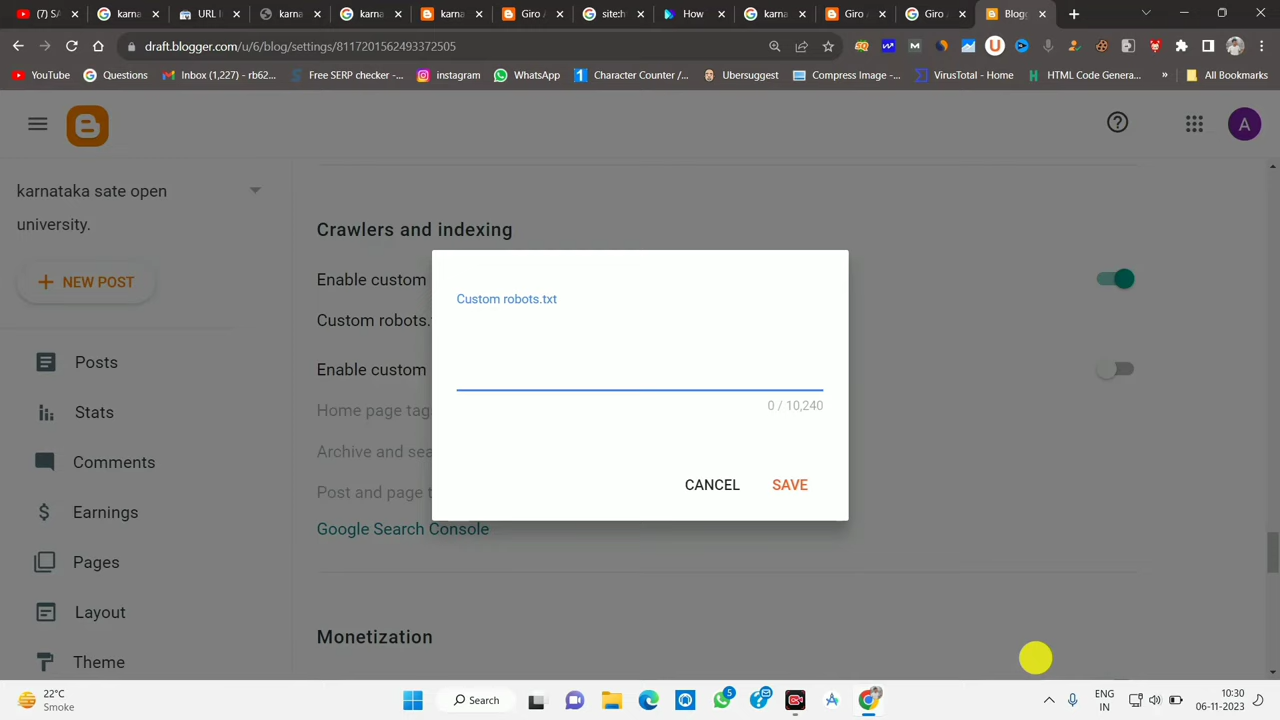 (7) SA
karna
URL I
karna
karna
karna
Giro /
site:h
How
karna
Giro
Giro
Blogg
draft.blogger.com/u/6/blog/settings/8117201562493372505
YouTube
Questions
Inbox (1,227) - rb62...
Free SERP checker -...
instagram
WhatsApp
Character Counter /...
Ubersuggest
Compress Image -...
VirusTotal - Home
HTML Code Genera...
»
All Bookmarks
A
karnataka sate open
university.
NEW POST
Posts
Stats
Comments
Earnings
Pages
Layout
Theme
Crawlers and indexing
Enable custom
Custom robots.
Enable custom
Home page tag
Archive and sea
Post and page t
Google Search Console
Monetization
Custom robots.txt
0 / 10,240
CANCEL
SAVE
22°C
Smoke
Search
5
ENG
IN
10:30
06-11-2023